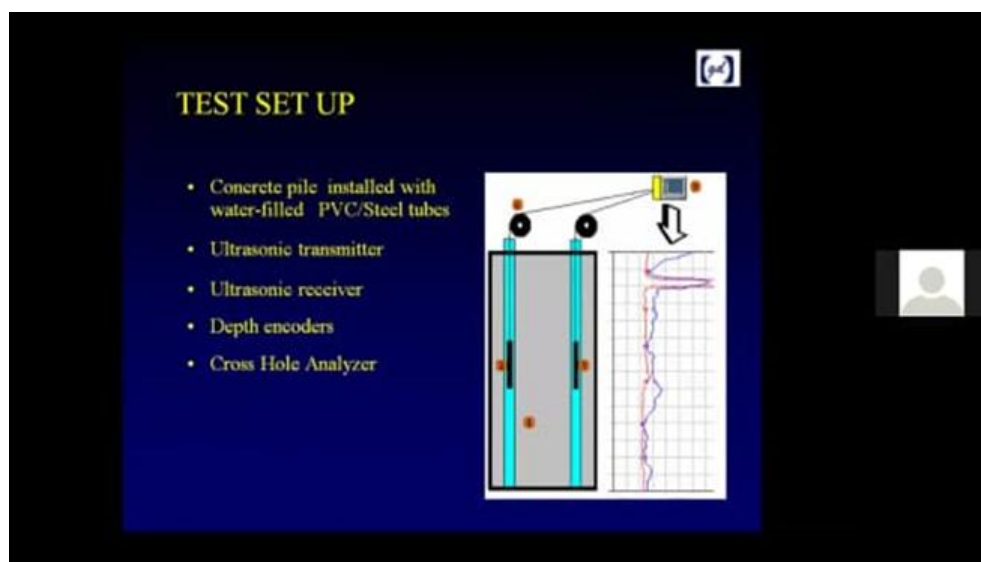 (gd)
TEST SET UP
• Concrete pile installed with
water-filled PVC/Steel tubes
• Ultrasonic transmitter
• Ultrasonic receiver
• Depth encoders
• Cross Hole Analyzer